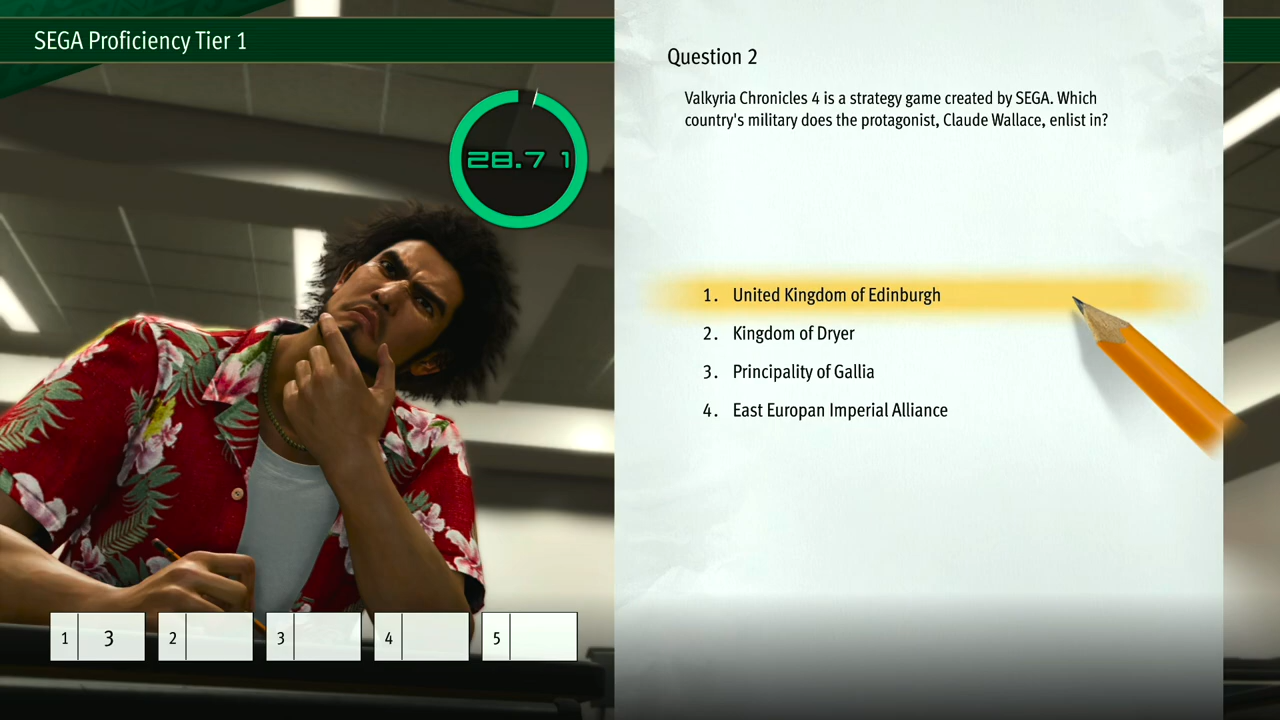 SEGA Proficiency Tier 1
28.71
Question 2
Valkyria Chronicles 4 is a strategy game created by SEGA. Which
country's military does the protagonist, Claude Wallace, enlist in?
1. United Kingdom of Edinburgh
2. Kingdom of Dryer
3. Principality of Gallia
4. East Europan Imperial Alliance
1 3 2 3 4 5